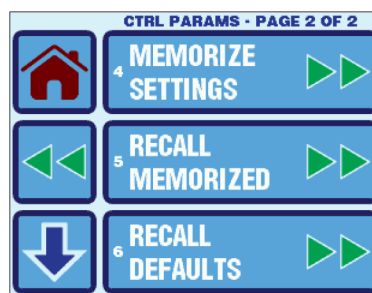 CTRL PARAMS - PAGE 2 OF 2
4 MEMORIZE
SETTINGS
5 RECALL
MEMORIZED
6 RECALL
DEFAULTS